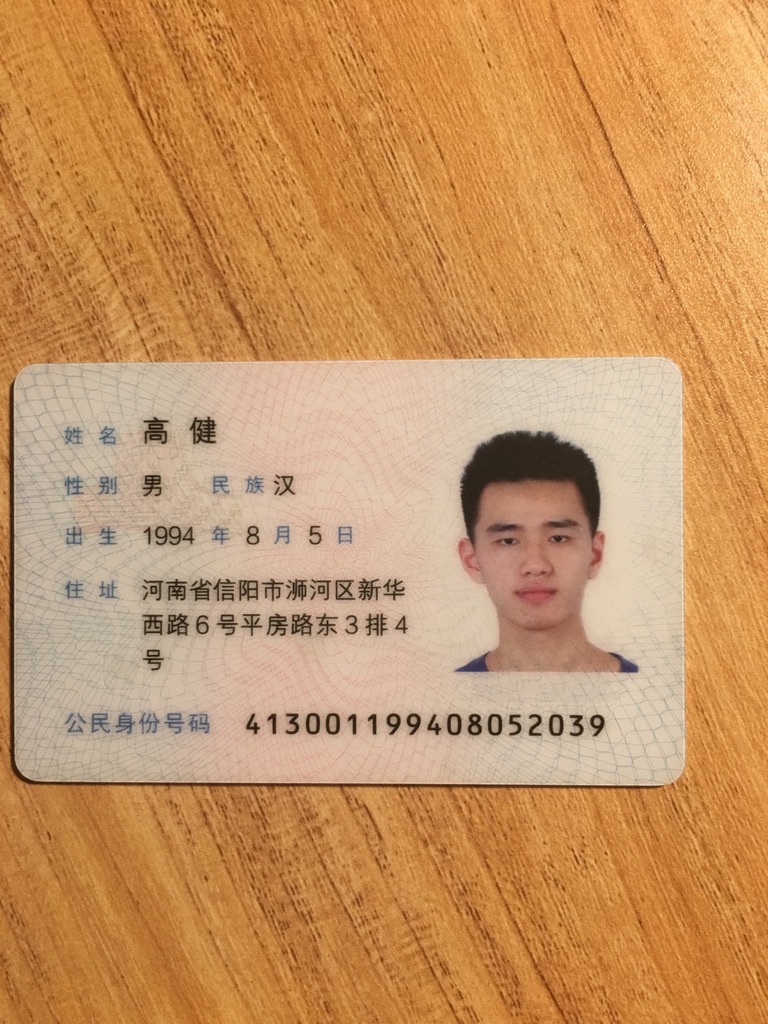 姓名 高健
性别 男 民族 汉
出生 1994 年 8 月 5 日
住址 河南省信阳市浉河区新华
西路6号平房路东3排4
号
公民身份号码 413001199408052039